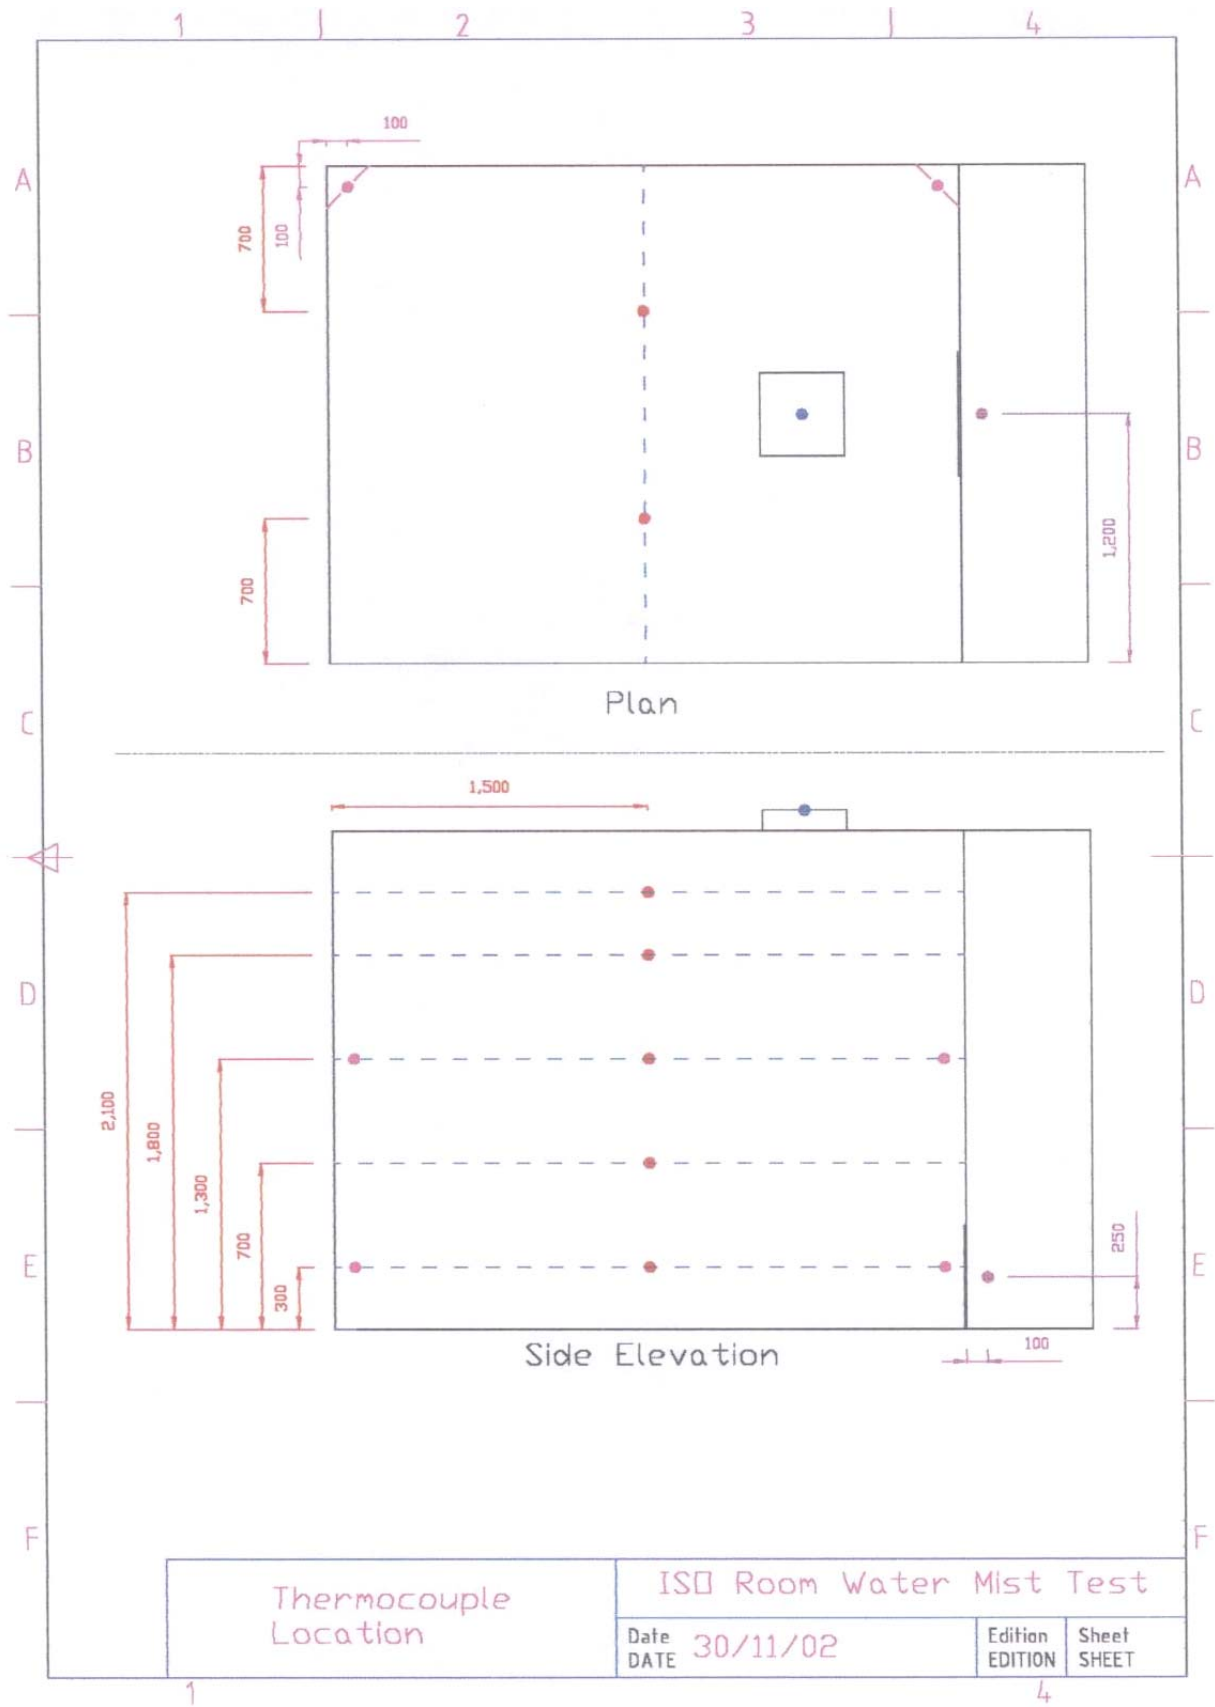 1 2 3 4
100
A A
700
100
B B
1,200
700
Plan
C C
1,500
D D
2,100
1,800
1,300
700
300
250
E E
Side Elevation
100
F F
Thermocouple
Location
ISO Room Water Mist Test
Date
DATE
30/11/02
Edition
EDITION
Sheet
SHEET
1 4